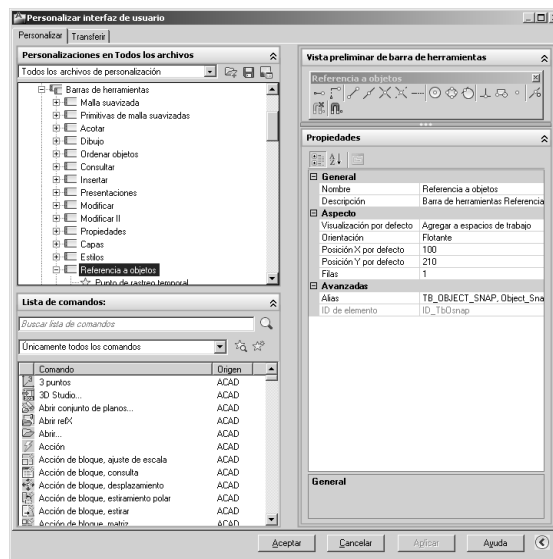 Personalizar interfaz de usuario
Personalizar
Transferir
Personalizaciones en Todos los archivos
Todos los archivos de personalización
Barras de herramientas
Malla suavizada
Primitivas de malla suavizadas
Acotar
Dibujo
Ordenar objetos
Consultar
Insertar
Presentaciones
Modificar
Modificar II
Propiedades
Capas
Estilos
Referencia a objetos
Punto de rastreo temporal
Lista de comandos:
Buscar lista de comandos
Únicamente todos los comandos
Comando Origen
3 puntos ACAD
3D Studio... ACAD
Abrir conjunto de planos... ACAD
Abrir refX ACAD
Abrir... ACAD
Acción ACAD
Acción de bloque, ajuste de escala ACAD
Acción de bloque, consulta ACAD
Acción de bloque, desplazamiento ACAD
Acción de bloque, estiramiento polar ACAD
Acción de bloque, estirar ACAD
Acción de bloque, matriz ACAD
Vista preliminar de barra de herramientas
Referencia a objetos
Propiedades
General
Nombre Referencia a objetos
Descripción Barra de herramientas Referencia
Aspecto
Visualización por defecto Agregar a espacios de trabajo
Orientación Flotante
Posición X por defecto 100
Posición Y por defecto 210
Filas 1
Avanzadas
Alias TB_OBJECT_SNAP, Object_Sna
ID de elemento ID_TbOsnap
General
Aceptar
Cancelar
Aplicar
Ayuda